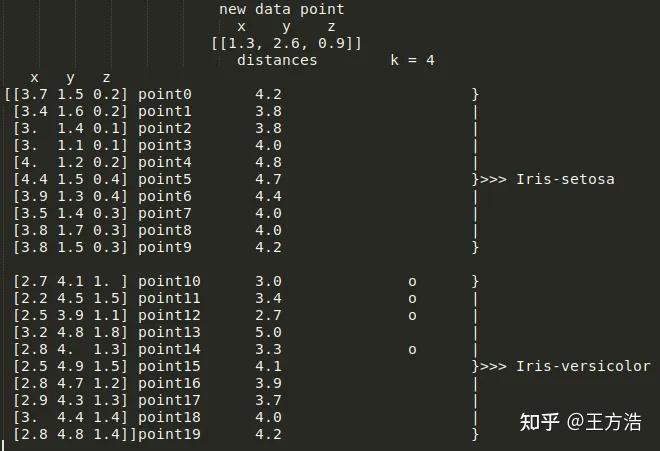 new data point
x y z
[[1.3, 2.6, 0.9]]
distances k = 4
x y z
[[3.7 1.5 0.2] point0 4.2 }
[3.4 1.6 0.2] point1 3.8 |
[3. 1.4 0.1] point2 3.8 |
[3. 1.1 0.1] point3 4.0 |
[4. 1.2 0.2] point4 4.8 |
[4.4 1.5 0.4] point5 4.7 }>>> Iris-setosa
[3.9 1.3 0.4] point6 4.4 |
[3.5 1.4 0.3] point7 4.0 |
[3.8 1.7 0.3] point8 4.0 |
[3.8 1.5 0.3] point9 4.2 }
[2.7 4.1 1. ] point10 3.0 o }
[2.2 4.5 1.5] point11 3.4 o |
[2.5 3.9 1.1] point12 2.7 o |
[3.2 4.8 1.8] point13 5.0 |
[2.8 4. 1.3] point14 3.3 o |
[2.5 4.9 1.5] point15 4.1 }>>> Iris-versicolor
[2.8 4.7 1.2] point16 3.9 |
[2.9 4.3 1.3] point17 3.7 |
[3. 4.4 1.4] point18 4.0 |
[2.8 4.8 1.4]]point19 4.2 }
知乎 @王方浩